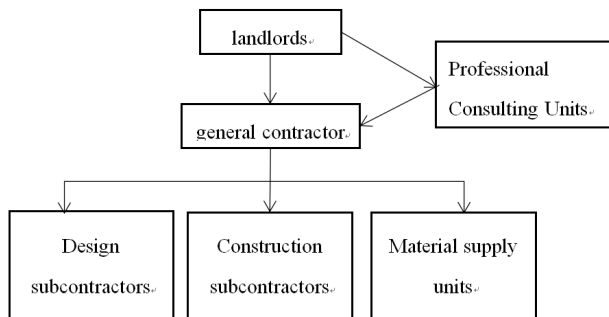 landlords
Professional
Consulting Units
general contractor
Design
subcontractors
Construction
subcontractors
Material supply
units